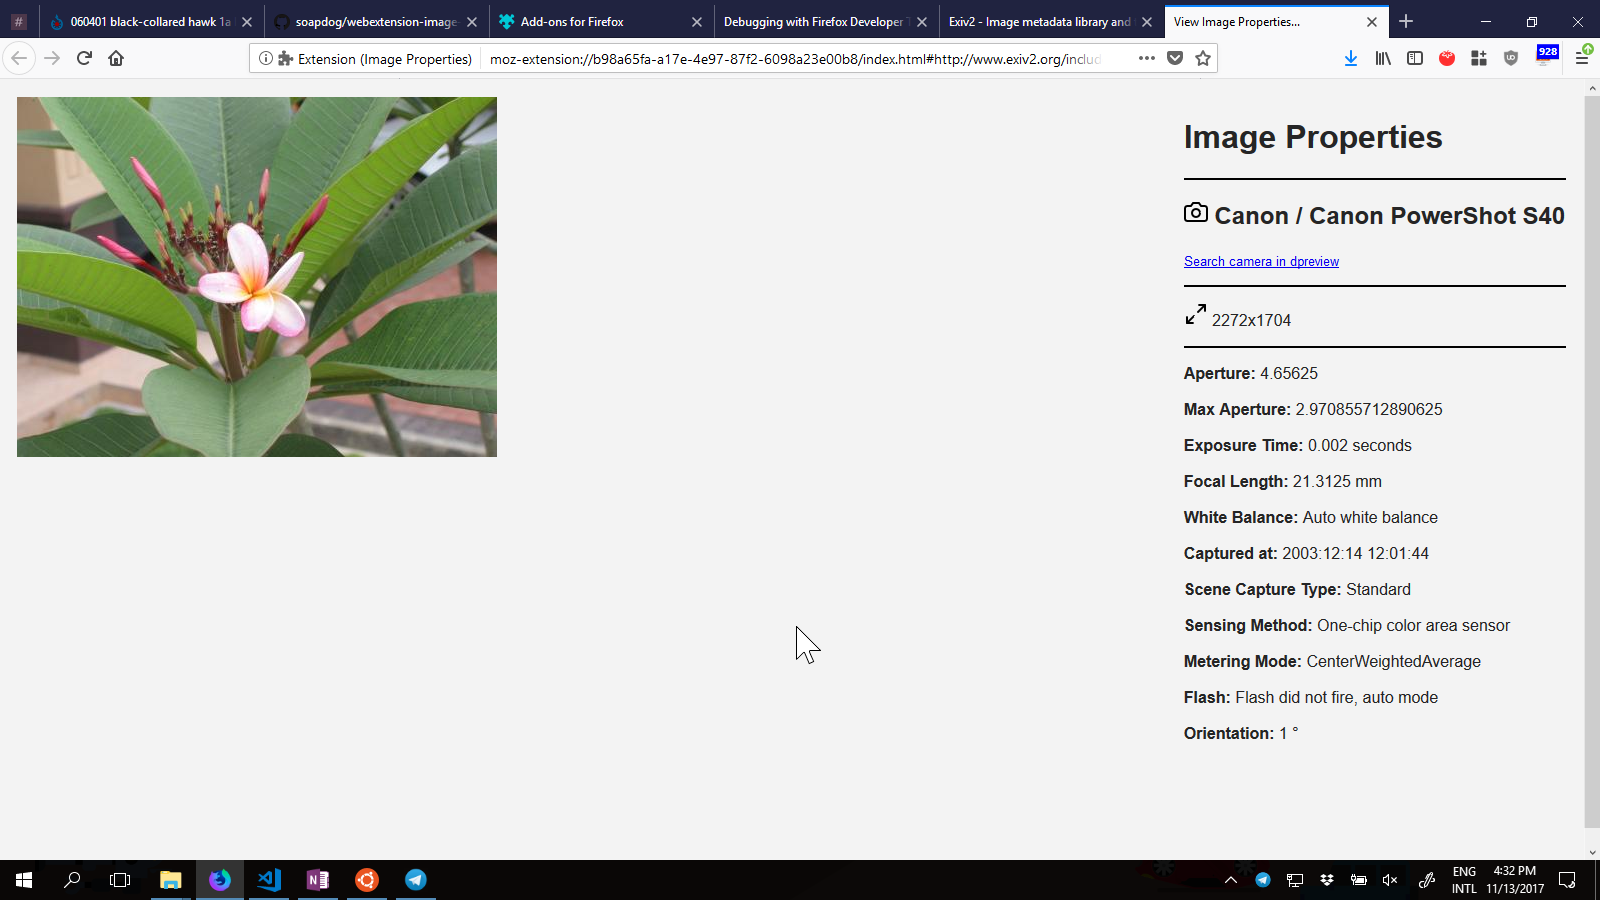 # 060401 black-collared hawk 1a soapdog/webextension-image- Add-ons for Firefox Debugging with Firefox Developer Exiv2 - Image metadata library and View Image Properties...
Extension (Image Properties) moz-extension://b98a65fa-a17e-4e97-87f2-6098a23e00b8/index.html#http://www.exiv2.org/includ 928
Image Properties
Canon / Canon PowerShot S40
Search camera in dpreview
2272x1704
Aperture: 4.65625
Max Aperture: 2.970855712890625
Exposure Time: 0.002 seconds
Focal Length: 21.3125 mm
White Balance: Auto white balance
Captured at: 2003:12:14 12:01:44
Scene Capture Type: Standard
Sensing Method: One-chip color area sensor
Metering Mode: CenterWeightedAverage
Flash: Flash did not fire, auto mode
Orientation: 1 °
ENG 4:32 PM
INTL 11/13/2017